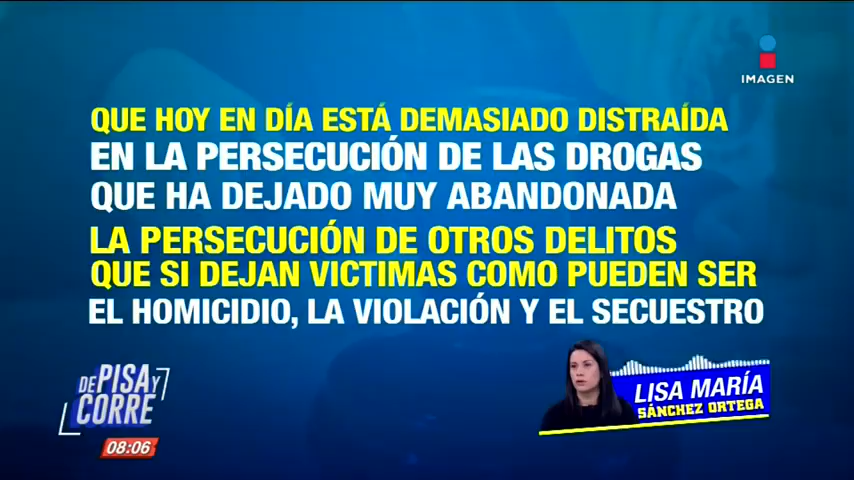 IMAGEN
QUE HOY EN DÍA ESTÁ DEMASIADO DISTRAÍDA
EN LA PERSECUCIÓN DE LAS DROGAS
QUE HA DEJADO MUY ABANDONADA
LA PERSECUCIÓN DE OTROS DELITOS
QUE SI DEJAN VICTIMAS COMO PUEDEN SER
EL HOMICIDIO, LA VIOLACIÓN Y EL SECUESTRO
DE PISA Y
CORRE
08:06
LISA MARÍA
SÁNCHEZ ORTEGA